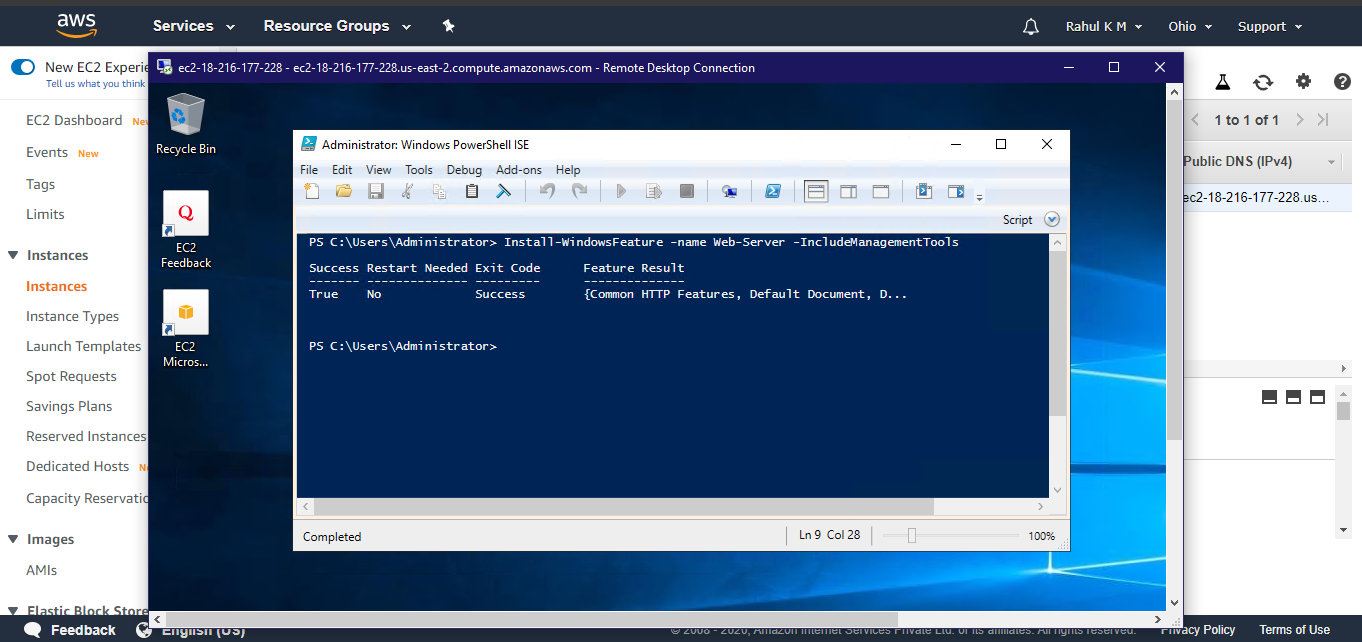 aws
Services
Resource Groups
Rahul K M
Ohio
Support
New EC2 Experie
Tell us what you think
ec2-18-216-177-228 - ec2-18-216-177-228.us-east-2.compute.amazonaws.com - Remote Desktop Connection
EC2 Dashboard New
Events New
Tags
Limits
Instances
Instances
Instance Types
Launch Templates
Spot Requests
Savings Plans
Reserved Instances
Dedicated Hosts
Capacity Reservatio
Images
AMIs
Elastic Block Store
Recycle Bin
EC2
Feedback
EC2
Micros...
Administrator: Windows PowerShell ISE
File Edit View Tools Debug Add-ons Help
Script
PS C:\Users\Administrator> Install-WindowsFeature -name Web-Server -IncludeManagementTools
Success Restart Needed Exit Code Feature Result
------- -------------- --------- --------------
True No Success {Common HTTP Features, Default Document, D...
PS C:\Users\Administrator>
Completed
Ln 9 Col 28
100%
1 to 1 of 1
Public DNS (IPv4)
ec2-18-216-177-228.us...
Feedback
English (US)
© 2008 - 2020, Amazon Internet Services Private Ltd. or its affiliates. All rights reserved.
Privacy Policy
Terms of Use